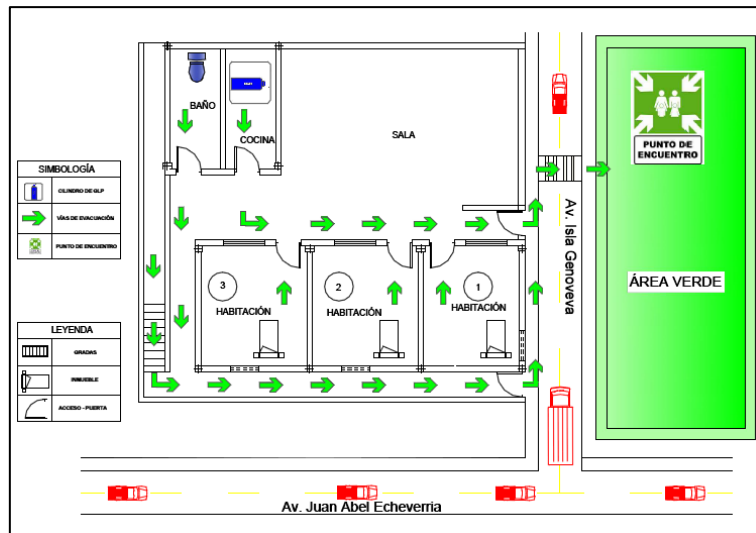 BAÑO
COCINA
SALA
PUNTO DE
ENCUENTRO
SIMBOLOGÍA
CILINDRO DE GLP
VÍAS DE EVACUACIÓN
PUNTO DE ENCUENTRO
Av. Isla Genoveva
ÁREA VERDE
3
HABITACIÓN
2
HABITACIÓN
1
HABITACIÓN
LEYENDA
GRADAS
INMUEBLE
ACCESO - PUERTA
Av. Juan Abel Echeverria